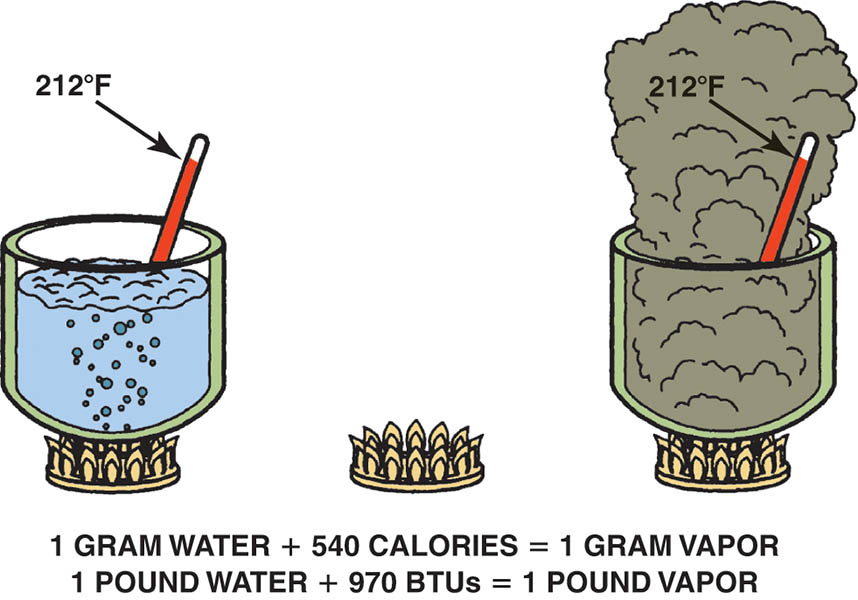 212°F
212°F
1 GRAM WATER + 540 CALORIES = 1 GRAM VAPOR
1 POUND WATER + 970 BTUs = 1 POUND VAPOR